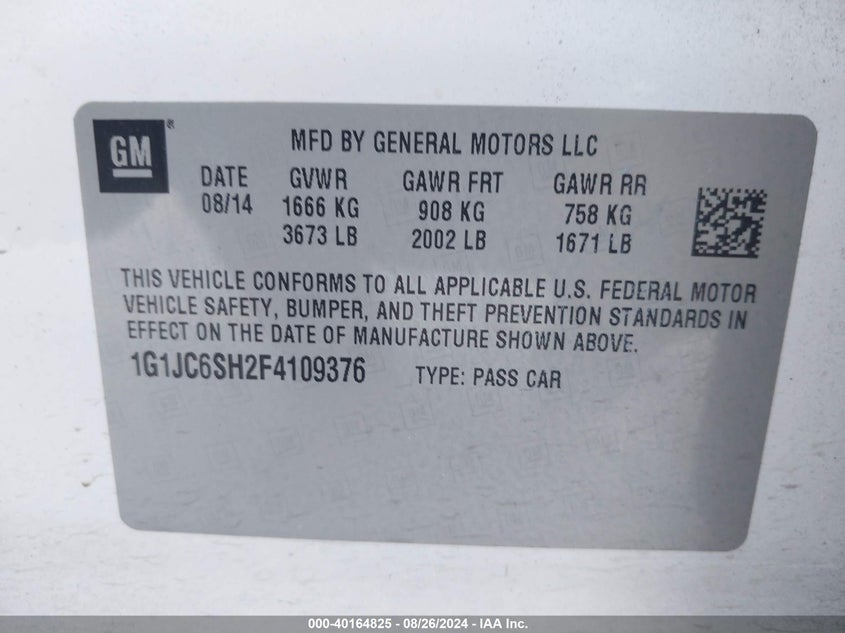 GM®
MFD BY GENERAL MOTORS LLC
DATE GVWR GAWR FRT GAWR RR
08/14 1666 KG 908 KG 758 KG
3673 LB 2002 LB 1671 LB
THIS VEHICLE CONFORMS TO ALL APPLICABLE U.S. FEDERAL MOTOR
VEHICLE SAFETY, BUMPER, AND THEFT PREVENTION STANDARDS IN
EFFECT ON THE DATE OF MANUFACTURE SHOWN ABOVE.
1G1JC6SH2F4109376 TYPE: PASS CAR
000-40164825 - 08/26/2024 - IAA Inc.